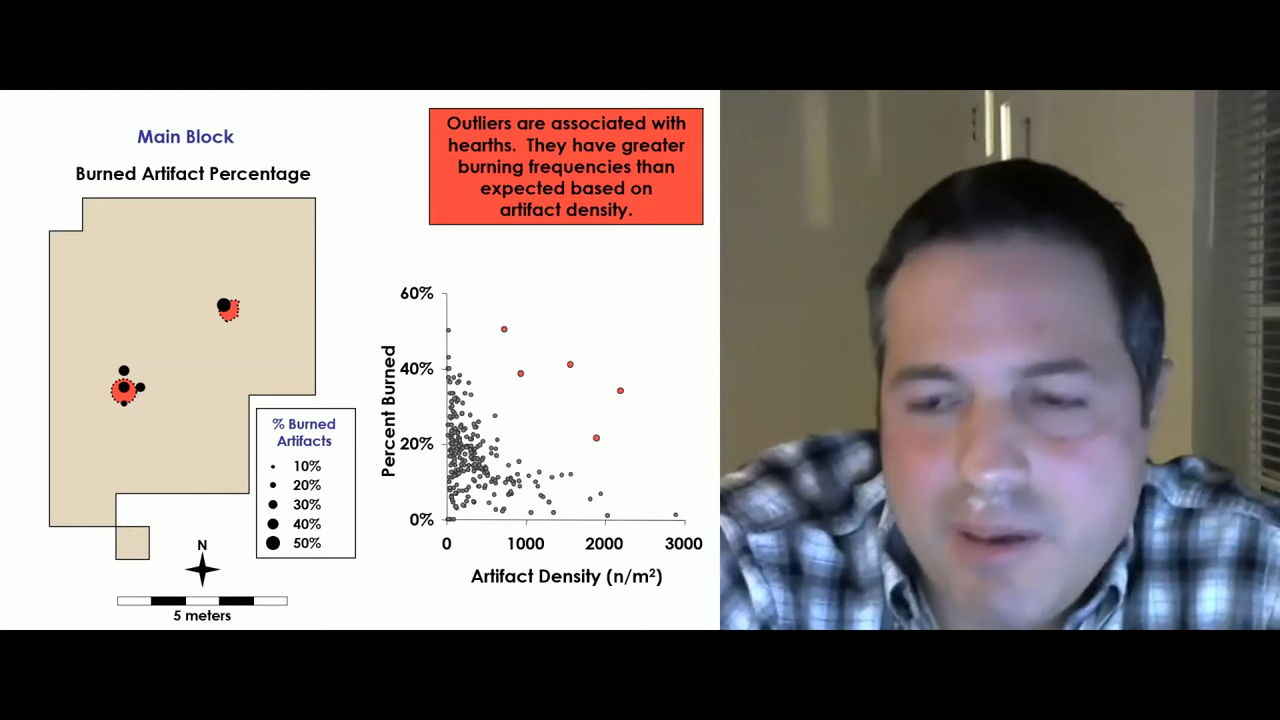 Main Block
Burned Artifact Percentage
% Burned
Artifacts
10%
20%
30%
40%
50%
N
5 meters
Outliers are associated with
hearths. They have greater
burning frequencies than
expected based on
artifact density.
60%
40%
20%
0%
Percent Burned
0 1000 2000 3000
Artifact Density (n/m²)